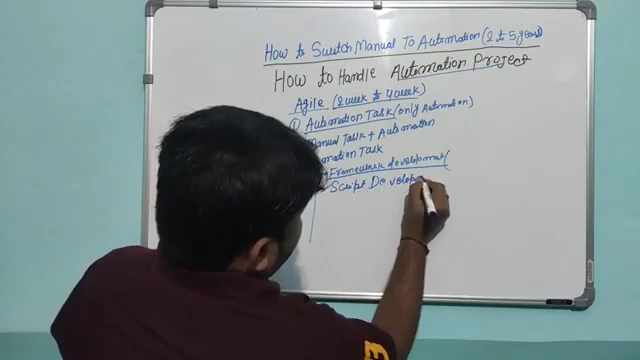 How to Switch Manual To Automation (2 to 5 years)
How to Handle Automation Project
Agile (2 week to 4 week)
① Automation Task (only Automation)
Manual Task + Automation
mation Task
Framework development
Script Develop
E